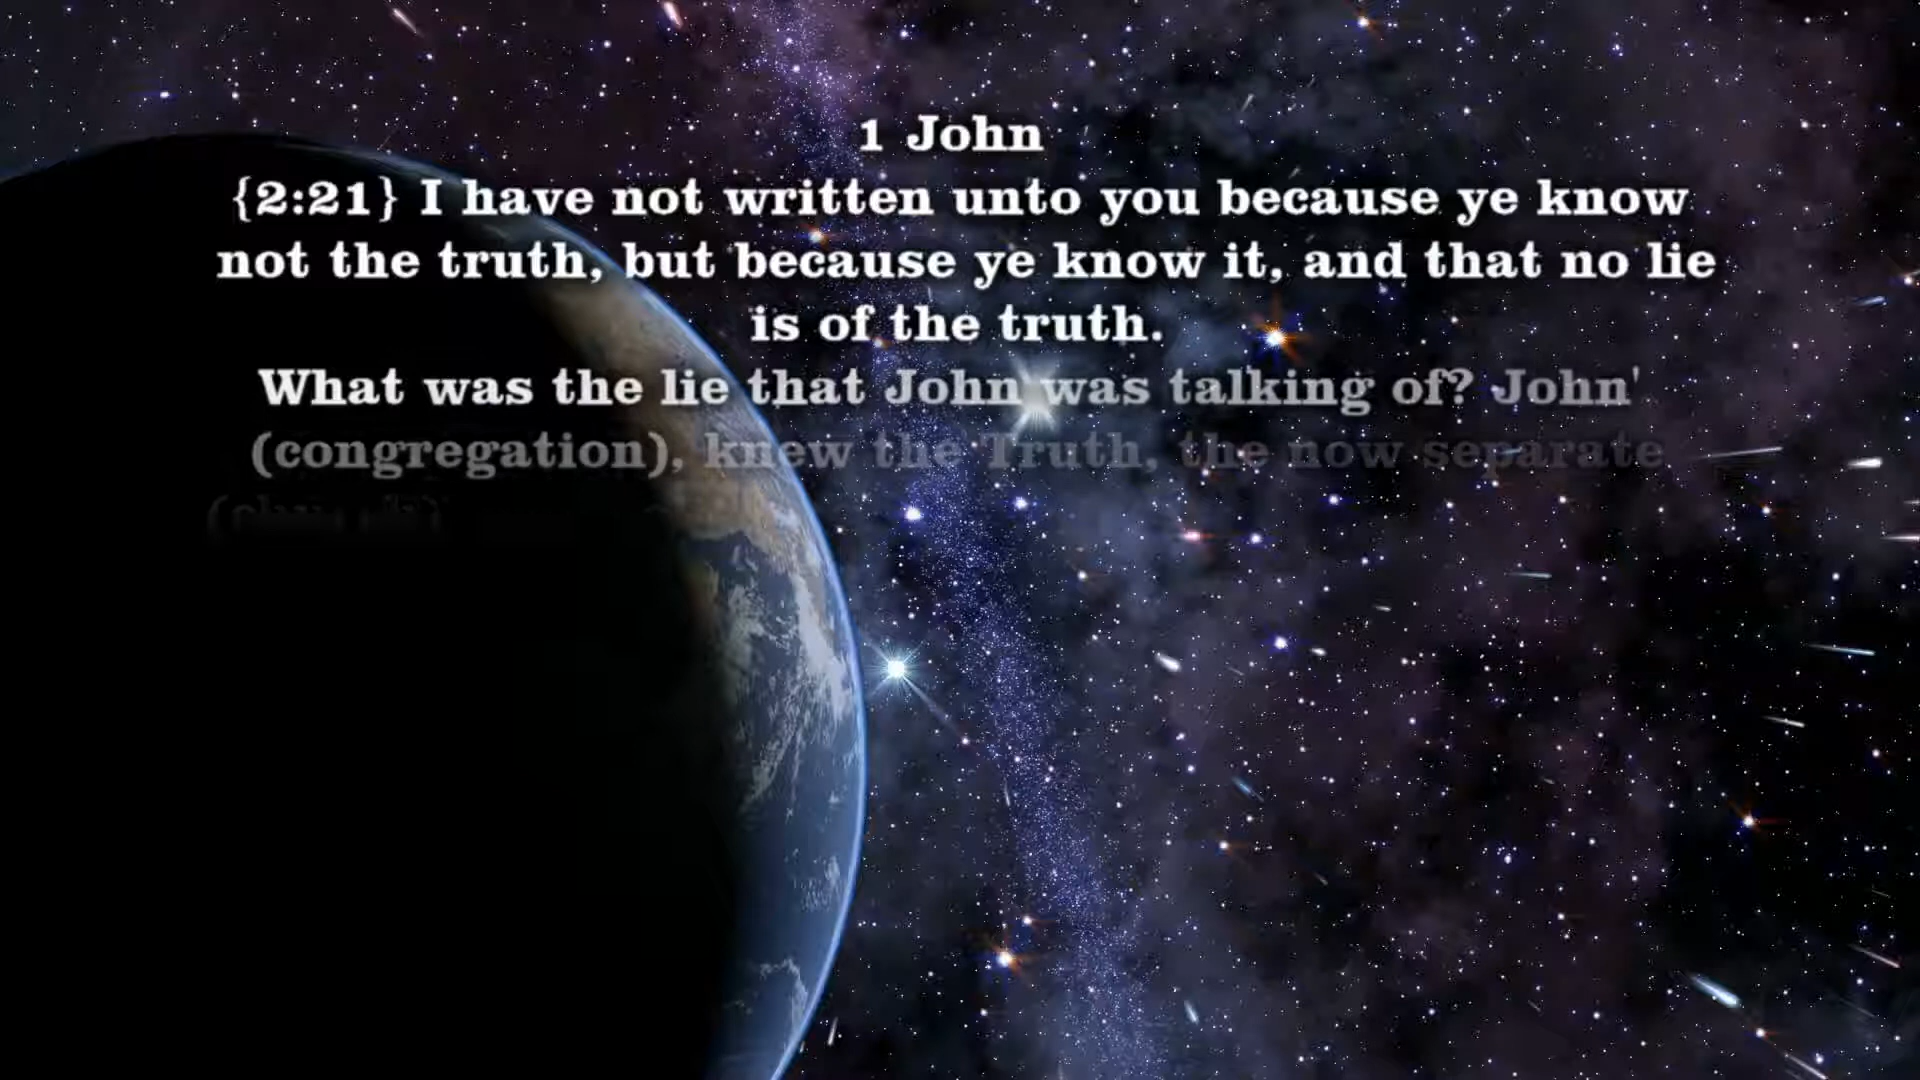 1 John
{2:21} I have not written unto you because ye know
not the truth, but because ye know it, and that no lie
is of the truth.
What was the lie that John was talking of? John'
(congregation), knew the Truth, the now separate